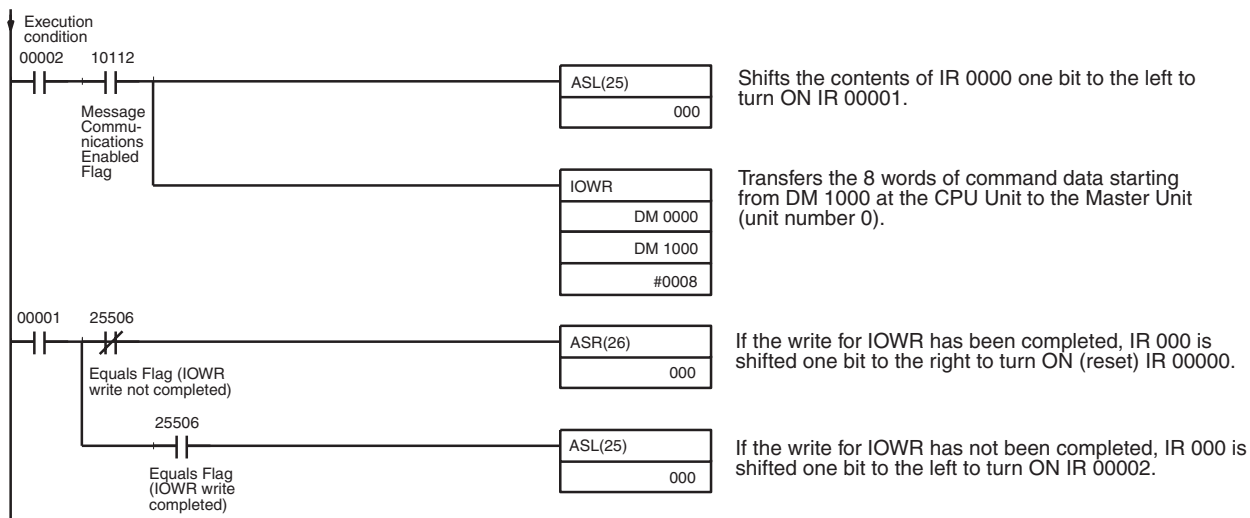 Execution
condition
00002
10112
Message
Commu-
nications
Enabled
Flag
ASL(25)
000
Shifts the contents of IR 0000 one bit to the left to
turn ON IR 00001.
IOWR
DM 0000
DM 1000
#0008
Transfers the 8 words of command data starting
from DM 1000 at the CPU Unit to the Master Unit
(unit number 0).
00001
25506
Equals Flag (IOWR
write not completed)
ASR(26)
000
If the write for IOWR has been completed, IR 000 is
shifted one bit to the right to turn ON (reset) IR 00000.
25506
Equals Flag
(IOWR write
completed)
ASL(25)
000
If the write for IOWR has not been completed, IR 000 is
shifted one bit to the left to turn ON IR 00002.